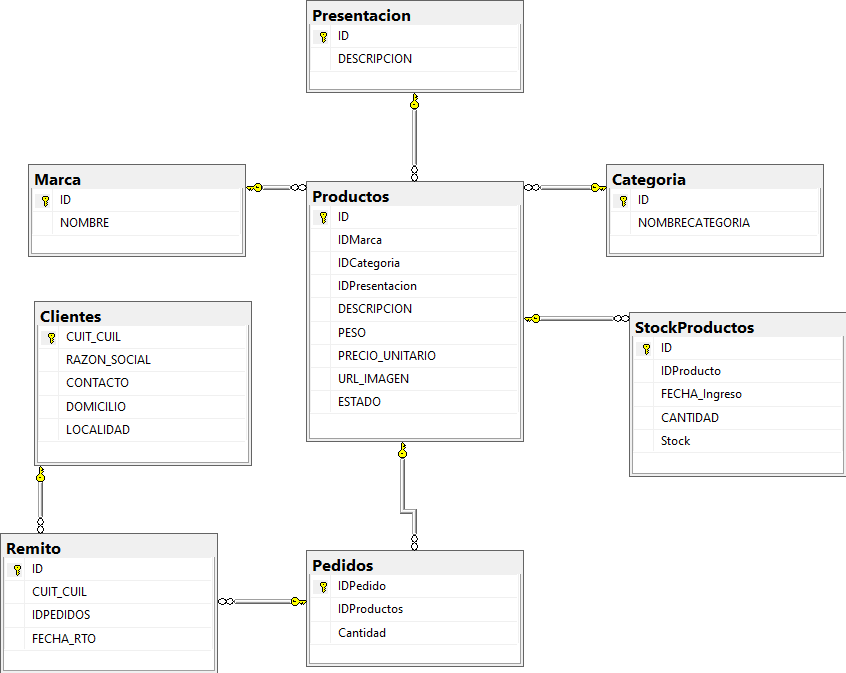 Presentacion
ID
DESCRIPCION
Marca
ID
NOMBRE
Productos
ID
IDMarca
IDCategoria
IDPresentacion
DESCRIPCION
PESO
PRECIO_UNITARIO
URL_IMAGEN
ESTADO
Categoria
ID
NOMBRECATEGORIA
Clientes
CUIT_CUIL
RAZON_SOCIAL
CONTACTO
DOMICILIO
LOCALIDAD
StockProductos
ID
IDProducto
FECHA_Ingreso
CANTIDAD
Stock
Remito
ID
CUIT_CUIL
IDPEDIDOS
FECHA_RTO
Pedidos
IDPedido
IDProductos
Cantidad